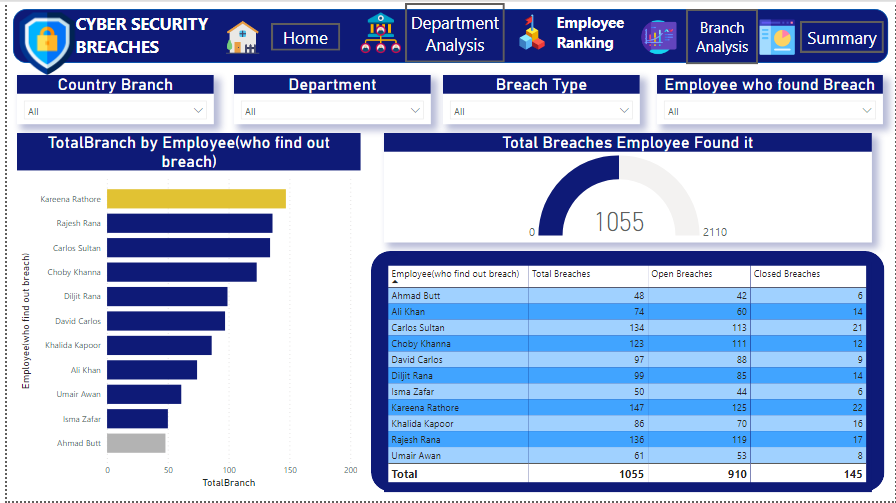 CYBER SECURITY
BREACHES
Home
Department
Analysis
Employee
Ranking
Branch
Analysis
Summary
Country Branch
All
Department
All
Breach Type
All
Employee who found Breach
All
TotalBranch by Employee(who find out
breach)
Employee(who find out breach)
Kareena Rathore
Rajesh Rana
Carlos Sultan
Choby Khanna
Diljit Rana
David Carlos
Khalida Kapoor
Ali Khan
Umair Awan
Isma Zafar
Ahmad Butt
0 50 100 150 200
TotalBranch
Total Breaches Employee Found it
1055
0 2110
Employee(who find out breach) Total Breaches Open Breaches Closed Breaches
Ahmad Butt 48 42 6
Ali Khan 74 60 14
Carlos Sultan 134 113 21
Choby Khanna 123 111 12
David Carlos 97 88 9
Diljit Rana 99 85 14
Isma Zafar 50 44 6
Kareena Rathore 147 125 22
Khalida Kapoor 86 70 16
Rajesh Rana 136 119 17
Umair Awan 61 53 8
Total 1055 910 145